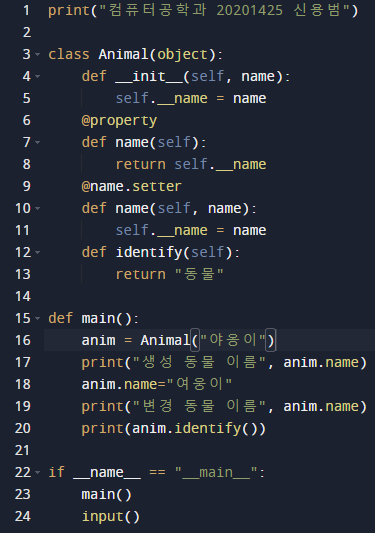 1 print("컴퓨터공학과 20201425 신용범")
2
3 class Animal(object):
4     def __init__(self, name):
5         self.__name = name
6     @property
7     def name(self):
8         return self.__name
9     @name.setter
10     def name(self, name):
11         self.__name = name
12     def identify(self):
13         return "동물"
14
15 def main():
16     anim = Animal("야옹이")
17     print("생성 동물 이름", anim.name)
18     anim.name="여웅이"
19     print("변경 동물 이름", anim.name)
20     print(anim.identify())
21
22 if __name__ == "__main__":
23     main()
24     input()